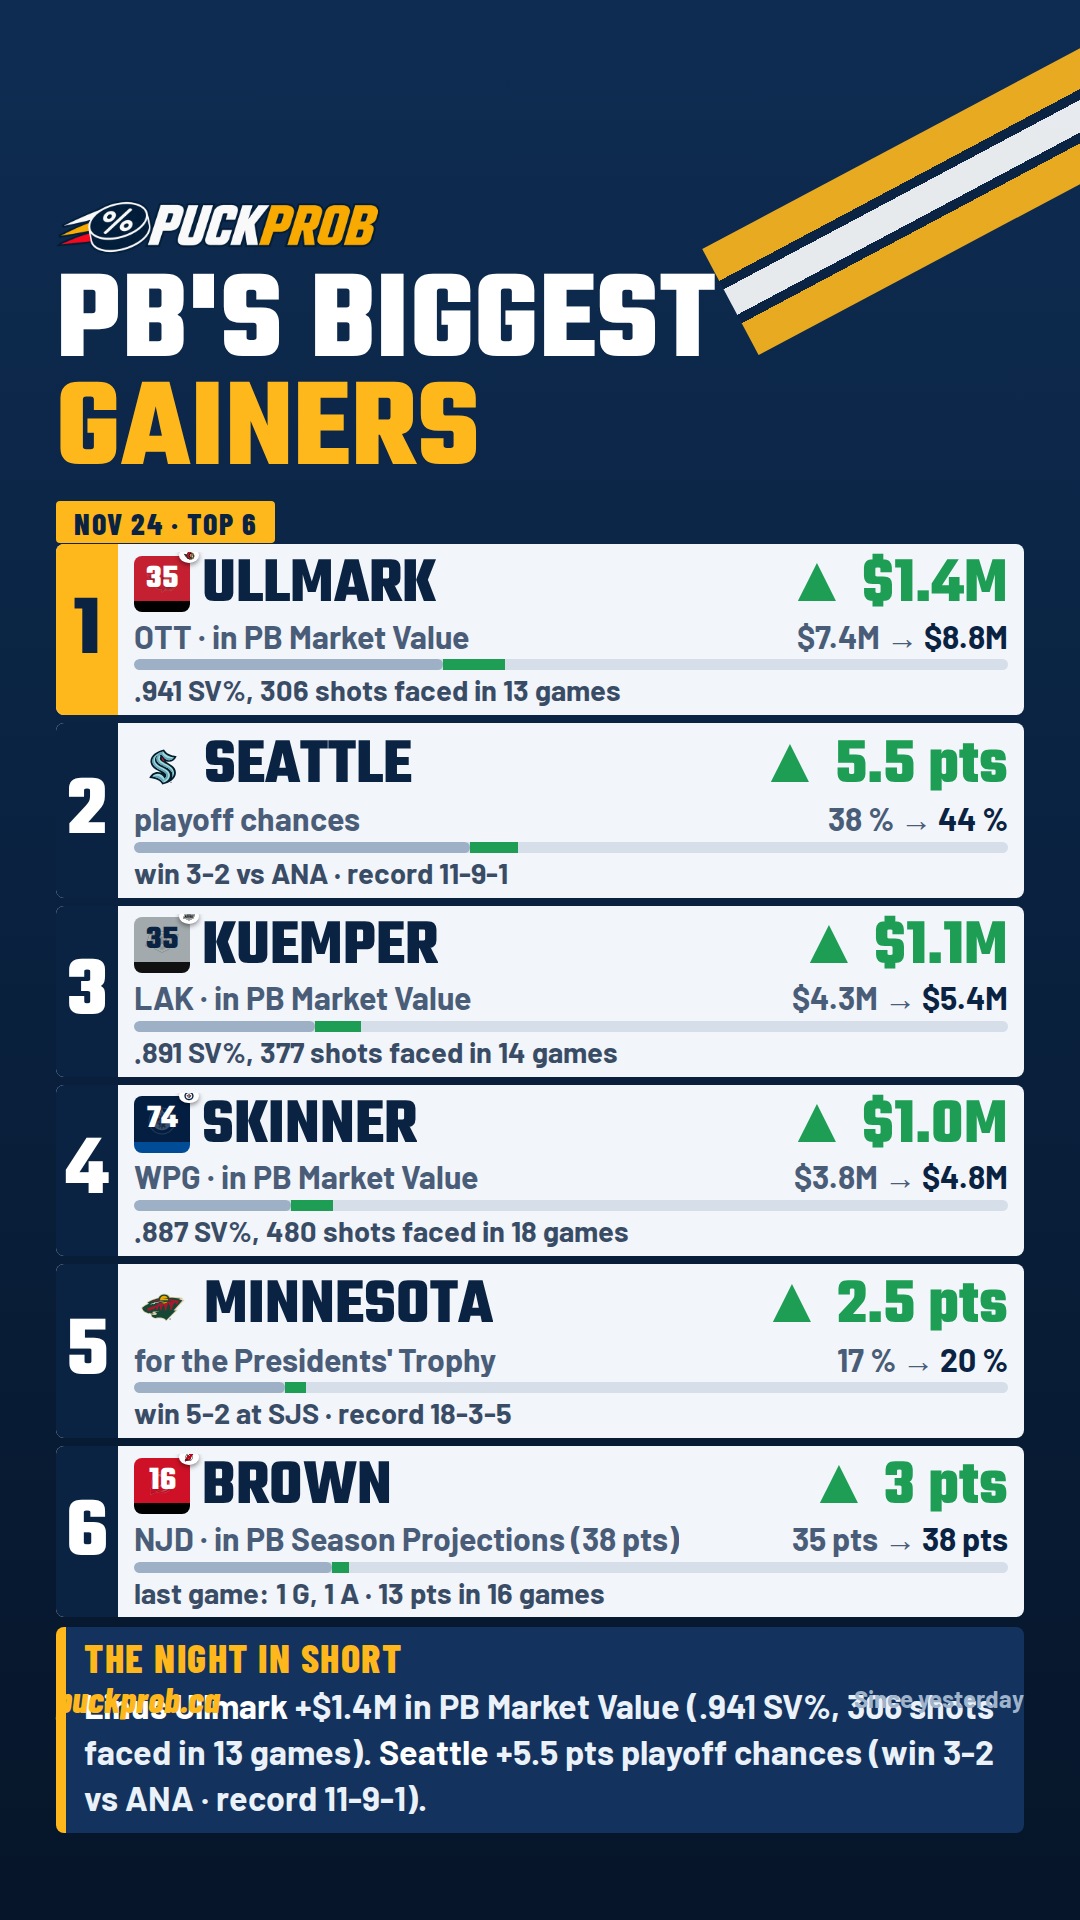 % PUCKPROB
PB'S BIGGEST
GAINERS
NOV 24 · TOP 6
1
35 ULLMARK ▲ $1.4M
OTT · in PB Market Value $7.4M → $8.8M
.941 SV%, 306 shots faced in 13 games
2
SEATTLE ▲ 5.5 pts
playoff chances 38 % → 44 %
win 3-2 vs ANA · record 11-9-1
3
35 KUEMPER ▲ $1.1M
LAK · in PB Market Value $4.3M → $5.4M
.891 SV%, 377 shots faced in 14 games
4
74 SKINNER ▲ $1.0M
WPG · in PB Market Value $3.8M → $4.8M
.887 SV%, 480 shots faced in 18 games
5
MINNESOTA ▲ 2.5 pts
for the Presidents' Trophy 17 % → 20 %
win 5-2 at SJS · record 18-3-5
6
16 BROWN ▲ 3 pts
NJD · in PB Season Projections (38 pts) 35 pts → 38 pts
last game: 1 G, 1 A · 13 pts in 16 games
THE NIGHT IN SHORT
puckprob.ca Since yesterday
Linus Ullmark +$1.4M in PB Market Value (.941 SV%, 306 shots
faced in 13 games). Seattle +5.5 pts playoff chances (win 3-2
vs ANA · record 11-9-1).